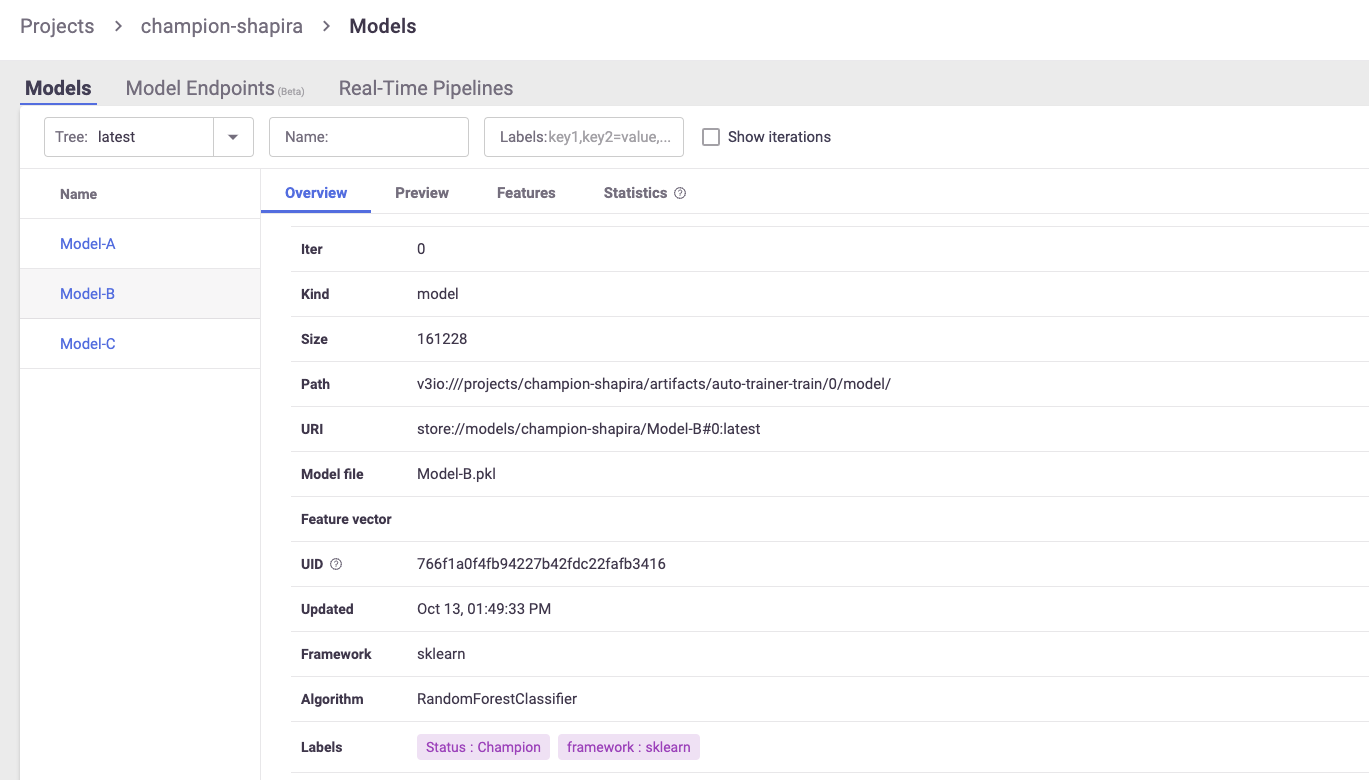 Projects > champion-shapira > Models
Models Model Endpoints (Beta) Real-Time Pipelines
Tree: latest Name: Labels:key1,key2=value,... Show iterations
Name
Model-A
Model-B
Model-C
Overview Preview Features Statistics ?
Iter 0
Kind model
Size 161228
Path v3io:///projects/champion-shapira/artifacts/auto-trainer-train/0/model/
URI store://models/champion-shapira/Model-B#0:latest
Model file Model-B.pkl
Feature vector
UID ? 766f1a0f4fb94227b42fdc22fafb3416
Updated Oct 13, 01:49:33 PM
Framework sklearn
Algorithm RandomForestClassifier
Labels Status : Champion framework : sklearn